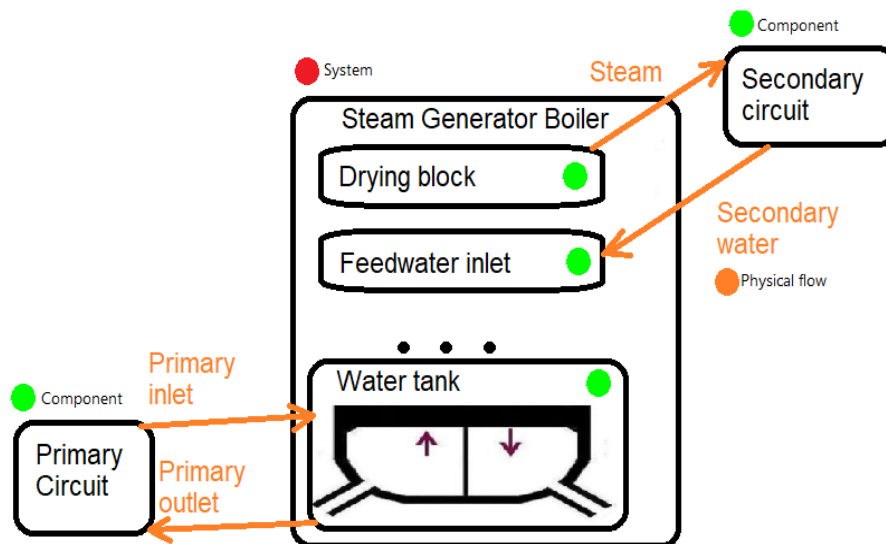 Component
System
Steam
Secondary
circuit
Steam Generator Boiler
Drying block
Secondary
water
Feedwater inlet
Physical flow
Primary
inlet
Water tank
Component
Primary
Circuit
Primary
outlet